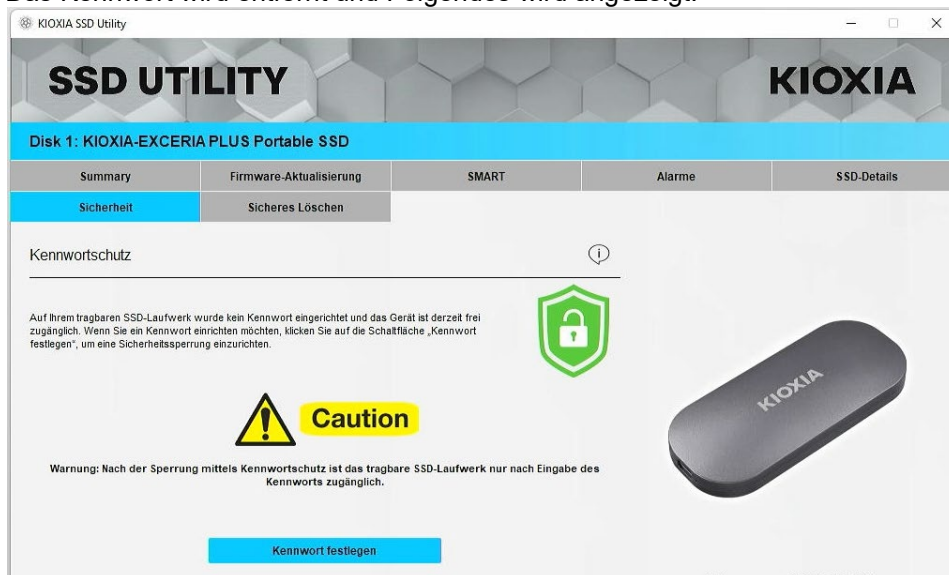 Das Kennwort wird entfernt und Folgendes wird angezeigt:
KIOXIA SSD Utility
SSD UTILITY
KIOXIA
Disk 1: KIOXIA-EXCERIA PLUS Portable SSD
Summary
Firmware-Aktualisierung
SMART
Alarme
SSD-Details
Sicherheit
Sicheres Löschen
Kennwortschutz
Auf Ihrem tragbaren SSD-Laufwerk wurde kein Kennwort eingerichtet und das Gerät ist derzeit frei
zugänglich. Wenn Sie ein Kennwort einrichten möchten, klicken Sie auf die Schaltfläche „Kennwort
festlegen“, um eine Sicherheitssperrung einzurichten.
KIOXIA
Caution
Warnung: Nach der Sperrung mittels Kennwortschutz ist das tragbare SSD-Laufwerk nur nach Eingabe des
Kennworts zugänglich.
Kennwort festlegen